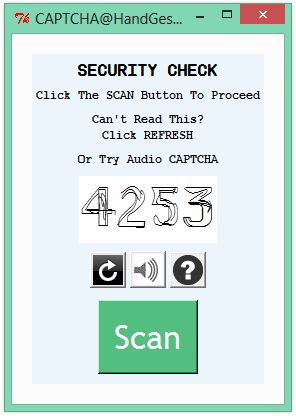 CAPTCHA@HandGes...
SECURITY CHECK
Click The SCAN Button To Proceed
Can't Read This?
Click REFRESH
Or Try Audio CAPTCHA
4253
?
Scan